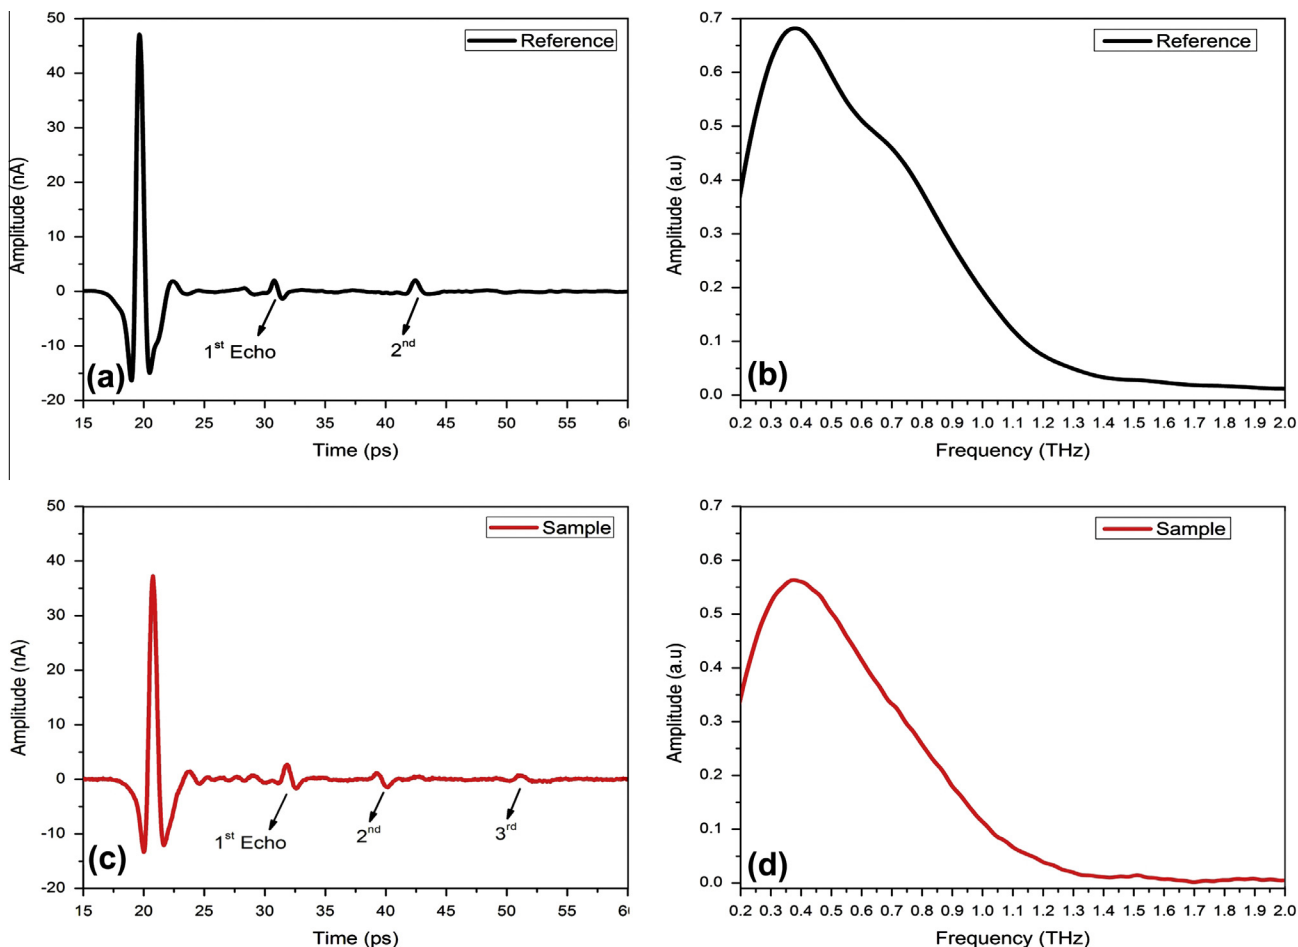 50
40
30
20
10
0
-10
-20
Amplitude (nA)
Reference
1st Echo
2nd
(a)
15 20 25 30 35 40 45 50 55 60
Time (ps)
0.7
0.6
0.5
0.4
0.3
0.2
0.1
0.0
Amplitude (a.u)
Reference
(b)
0.2 0.3 0.4 0.5 0.6 0.7 0.8 0.9 1.0 1.1 1.2 1.3 1.4 1.5 1.6 1.7 1.8 1.9 2.0
Frequency (THz)
50
40
30
20
10
0
-10
-20
Amplitude (nA)
Sample
1st Echo
2nd
3rd
(c)
15 20 25 30 35 40 45 50 55 60
Time (ps)
0.7
0.6
0.5
0.4
0.3
0.2
0.1
0.0
Amplitude (a.u)
Sample
(d)
0.2 0.3 0.4 0.5 0.6 0.7 0.8 0.9 1.0 1.1 1.2 1.3 1.4 1.5 1.6 1.7 1.8 1.9 2.0
Frequency (THz)